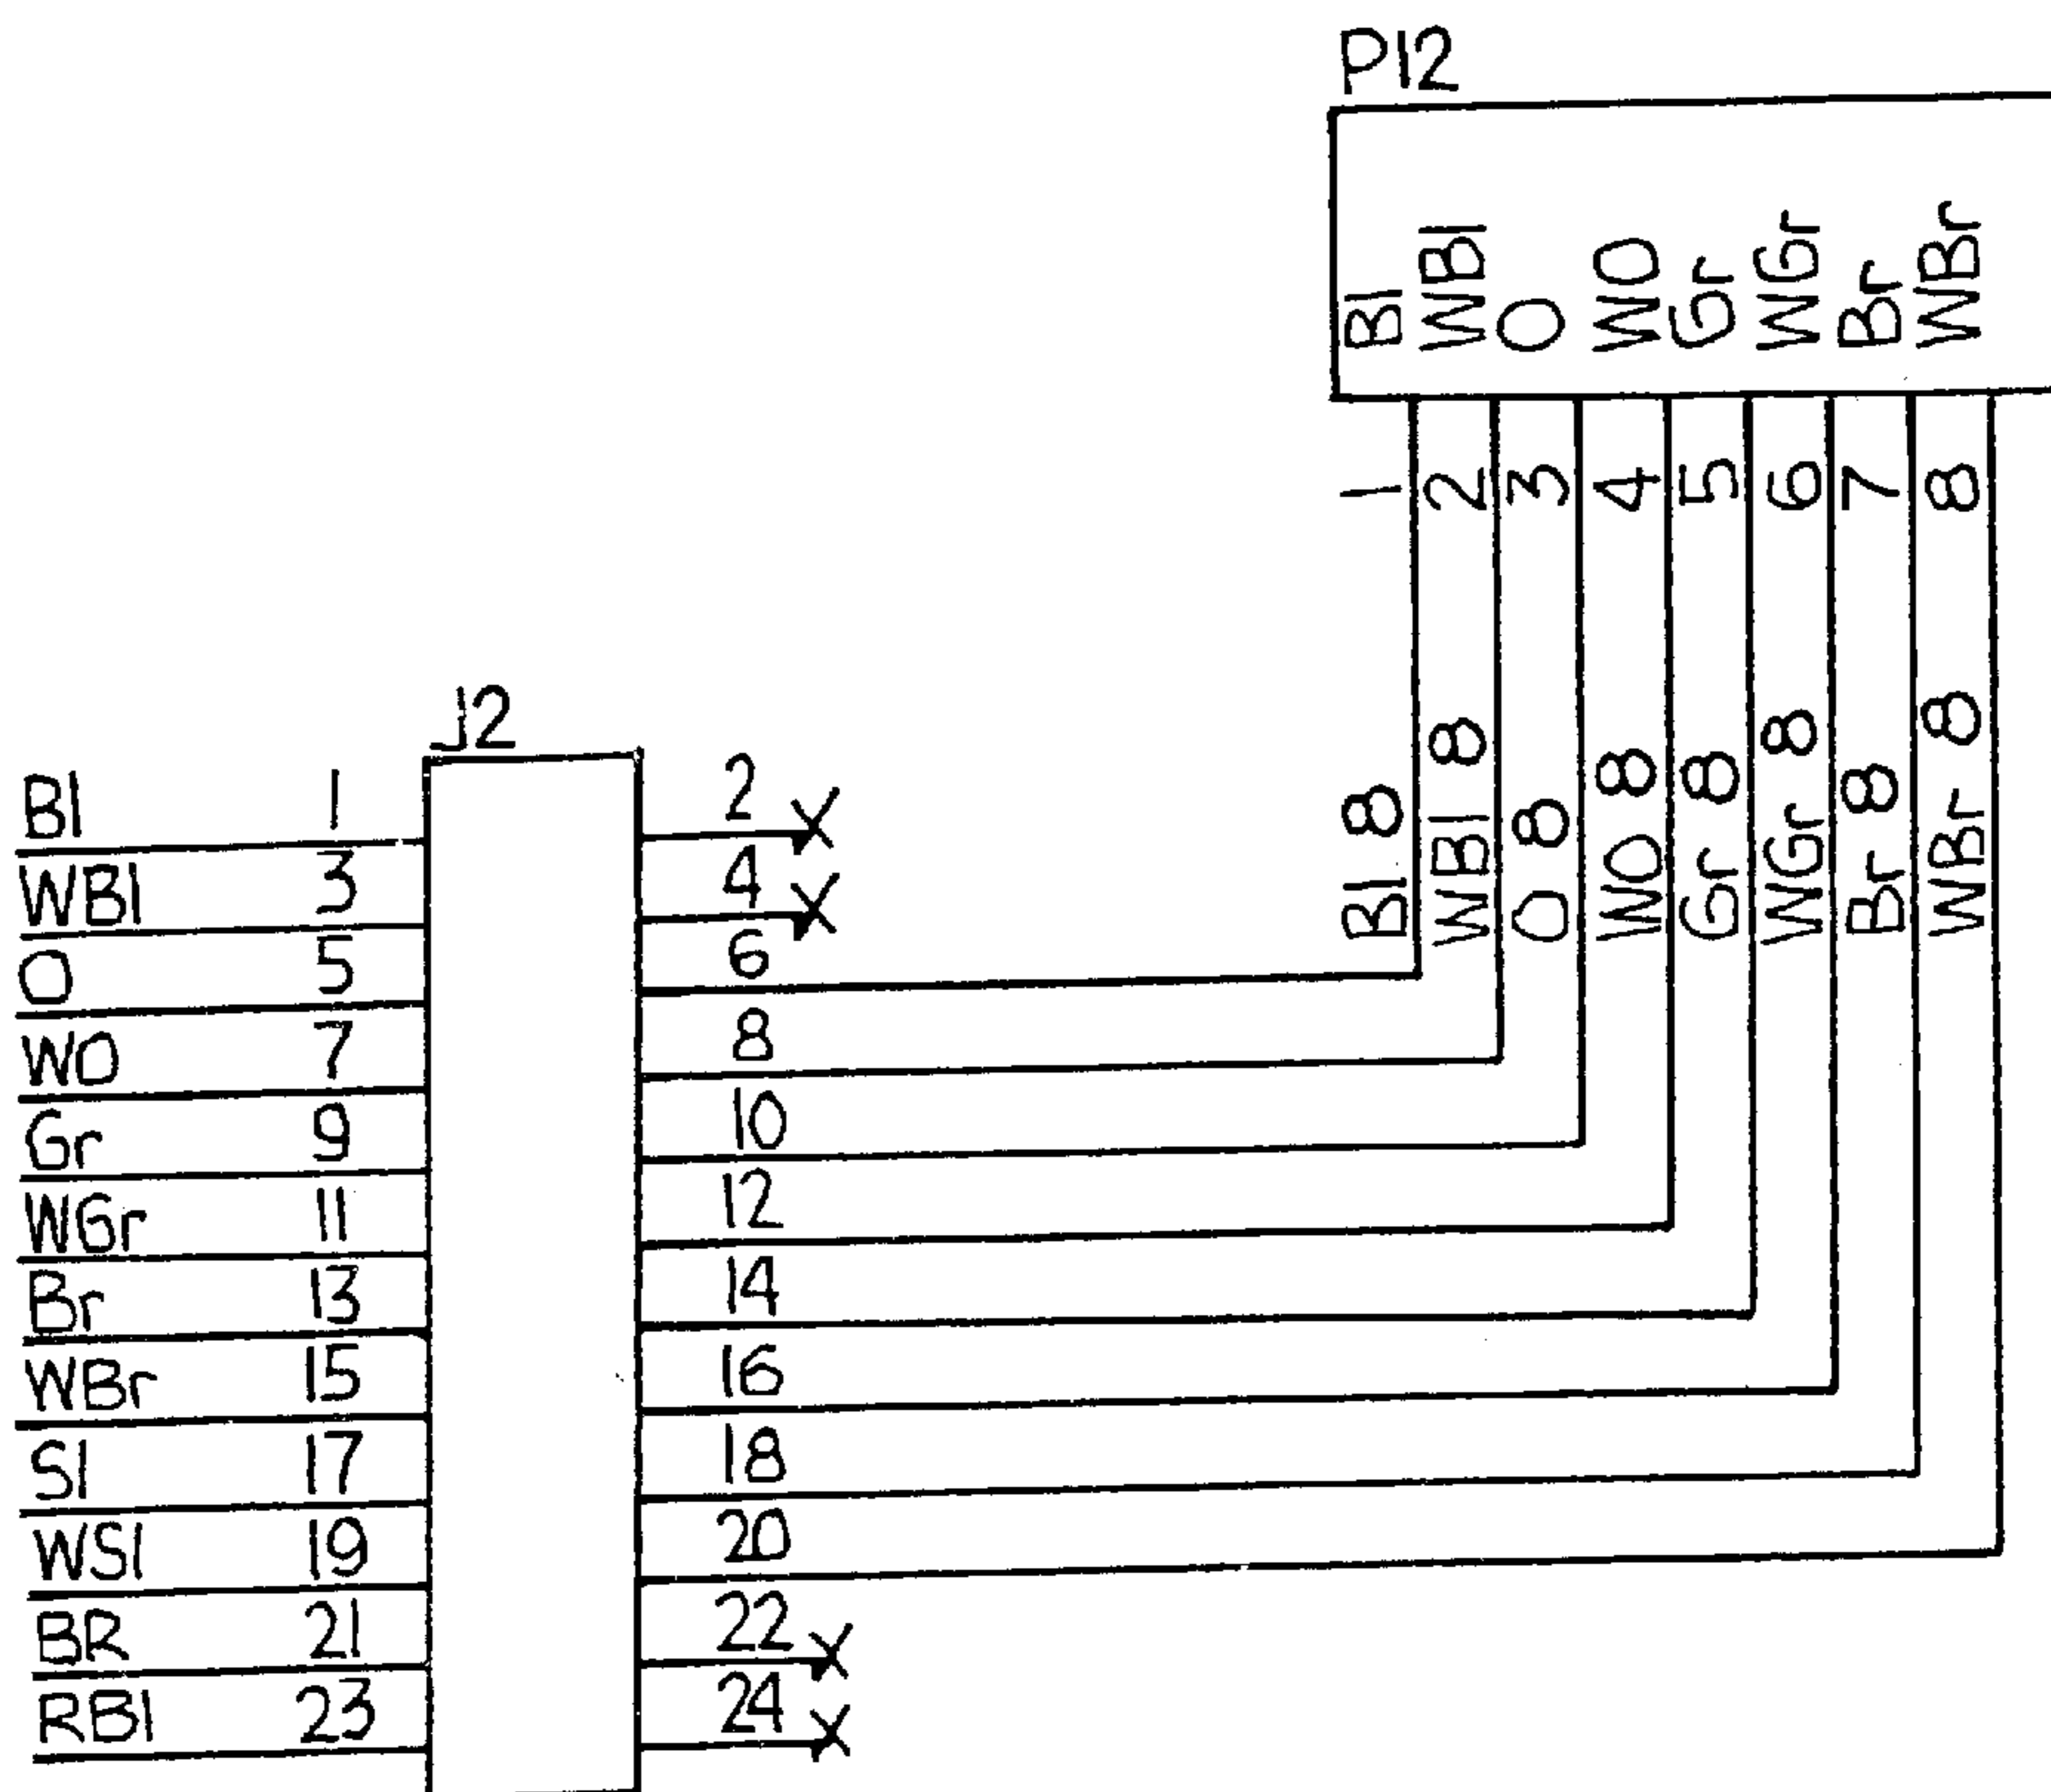 P12
Bl WBl O WO Gr WGr Br WBr
1 2 3 4 5 6 7 8
Bl 8 WBl 8 O 8 WO 8 Gr 8 WGr 8 Br 8 WBr 8
J2
Bl 1 2
WBl 3 4
O 5 6
WO 7 8
Gr 9 10
WGr 11 12
Br 13 14
WBr 15 16
Sl 17 18
WSl 19 20
BR 21 22
RBl 23 24